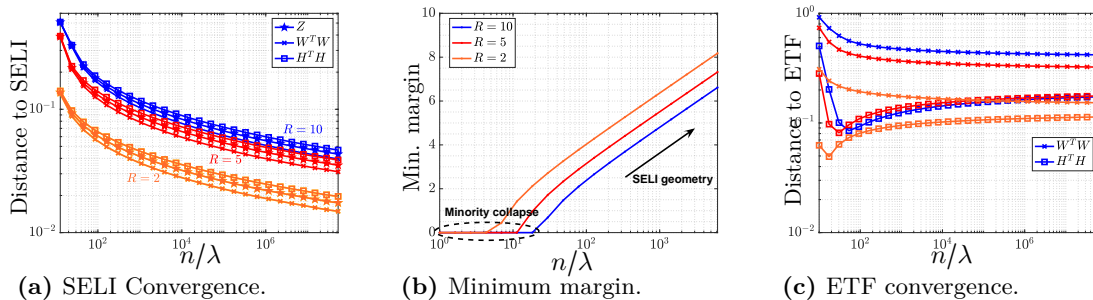 Distance to SELI
10^{-1}
10^{-2}
Z
W^T W
H^T H
R = 10
R = 5
R = 2
10^2
10^4
10^6
n/λ
(a) SELI Convergence.
Min. margin
10
8
6
4
2
0
R = 10
R = 5
R = 2
SELI geometry
Minority collapse
10^0
10^1
10^2
10^3
n/λ
(b) Minimum margin.
Distance to ETF
10^0
10^{-1}
10^{-2}
W^T W
H^T H
10^2
10^4
10^6
n/λ
(c) ETF convergence.